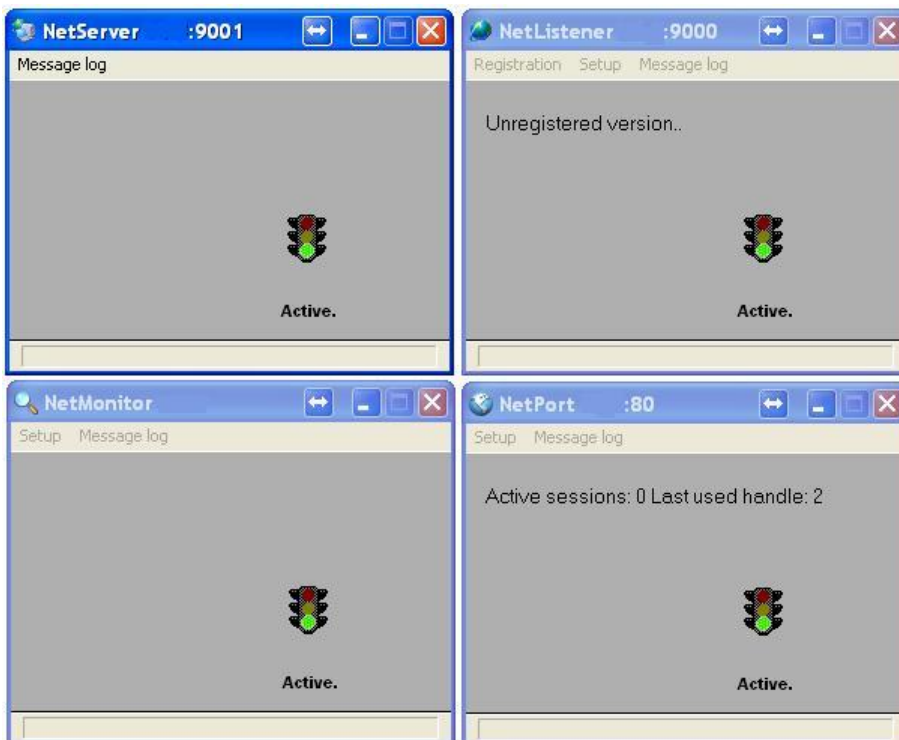 NetServer :9001
Message log
Active.
NetListener :9000
Registration Setup Message log
Unregistered version..
Active.
NetMonitor
Setup Message log
Active.
NetPort :80
Setup Message log
Active sessions: 0 Last used handle: 2
Active.